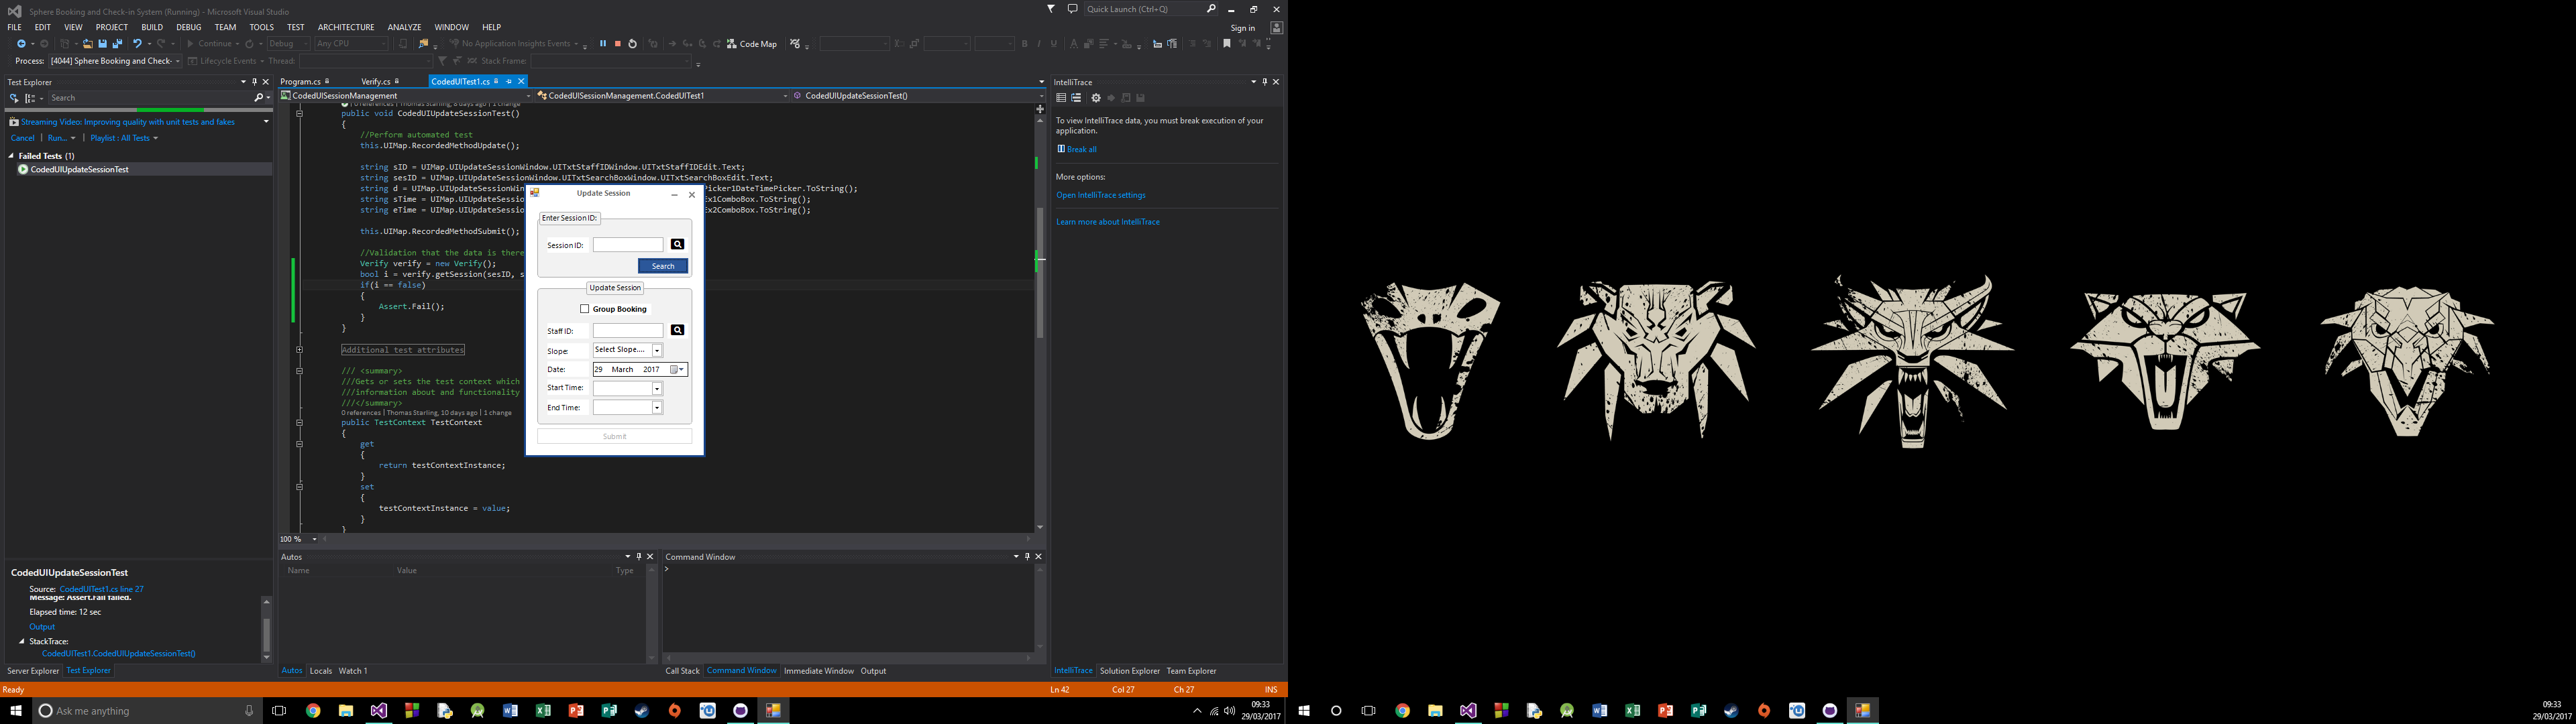 Sphere Booking and Check-in System (Running) - Microsoft Visual Studio
Quick Launch (Ctrl+Q)
FILE EDIT VIEW PROJECT BUILD DEBUG TEAM TOOLS TEST ARCHITECTURE ANALYZE WINDOW HELP
Sign in
Continue Debug Any CPU No Application Insights Events Code Map
Process: [4044] Sphere Booking and Check- Lifecycle Events Thread: Stack Frame:
Test Explorer
Search
Streaming Video: Improving quality with unit tests and fakes
Cancel | Run... | Playlist : All Tests
Failed Tests (1)
CodedUIUpdateSessionTest
CodedUIUpdateSessionTest
Source: CodedUITest1.cs line 27
Message: Assert.Fail failed.
Elapsed time: 12 sec
Output
StackTrace:
CodedUITest1.CodedUIUpdateSessionTest()
Server Explorer Test Explorer
Program.cs Verify.cs CodedUITest1.cs
CodedUISessionManagement CodedUISessionManagement.CodedUITest1 CodedUIUpdateSessionTest()
0 references | Thomas Starling, 8 days ago | 1 change
public void CodedUIUpdateSessionTest()
{
//Perform automated test
this.UIMap.RecordedMethodUpdate();
string sID = UIMap.UIUpdateSessionWindow.UITxtStaffIDWindow.UITxtStaffIDEdit.Text;
string sesID = UIMap.UIUpdateSessionWindow.UITxtSearchBoxWindow.UITxtSearchBoxEdit.Text;
string d = UIMap.UIUpdateSessionWin
Picker1DateTimePicker.ToString();
string sTime = UIMap.UIUpdateSession
Ex1ComboBox.ToString();
string eTime = UIMap.UIUpdateSession
Ex2ComboBox.ToString();
this.UIMap.RecordedMethodSubmit();
//Validation that the data is there
Verify verify = new Verify();
bool i = verify.getSession(sesID, s
if(i == false)
{
Assert.Fail();
}
}
Additional test attributes
/// <summary>
///Gets or sets the test context which
///information about and functionality
///</summary>
0 references | Thomas Starling, 10 days ago | 1 change
public TestContext TestContext
{
get
{
return testContextInstance;
}
set
{
testContextInstance = value;
}
}
100 %
Update Session
Enter Session ID:
Session ID:
Search
Update Session
Group Booking
Staff ID:
Slope: Select Slope....
Date: 29 March 2017
Start Time:
End Time:
Submit
Autos
Name Value Type
Autos Locals Watch 1
Command Window
>
Call Stack Command Window Immediate Window Output
IntelliTrace
To view IntelliTrace data, you must break execution of your
application.
Break all
More options:
Open IntelliTrace settings
Learn more about IntelliTrace
IntelliTrace Solution Explorer Team Explorer
Ready Ln 42 Col 27 Ch 27 INS
Ask me anything
09:33
29/03/2017
09:33
29/03/2017